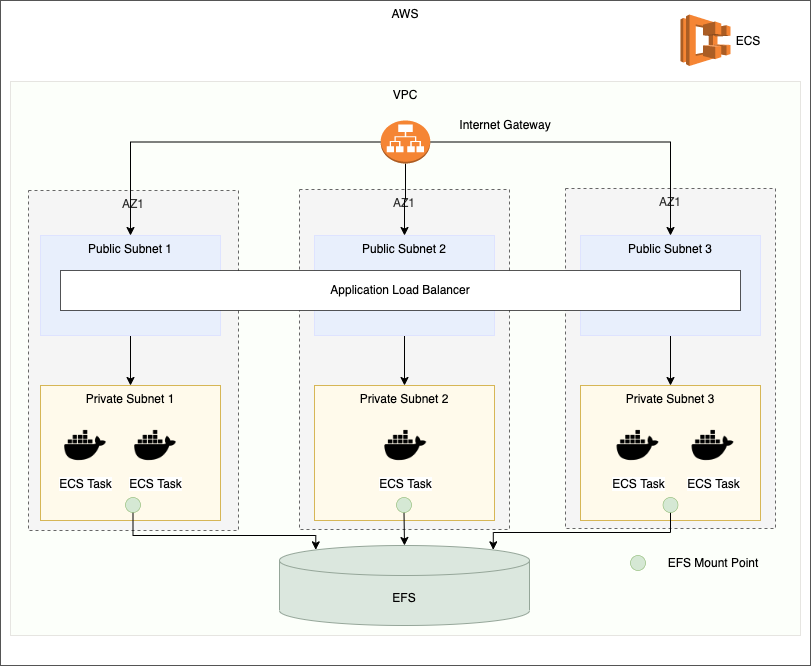 AWS
ECS
VPC
Internet Gateway
AZ1
AZ1
AZ1
Public Subnet 1
Public Subnet 2
Public Subnet 3
Application Load Balancer
Private Subnet 1
Private Subnet 2
Private Subnet 3
ECS Task
ECS Task
ECS Task
ECS Task
ECS Task
EFS Mount Point
EFS